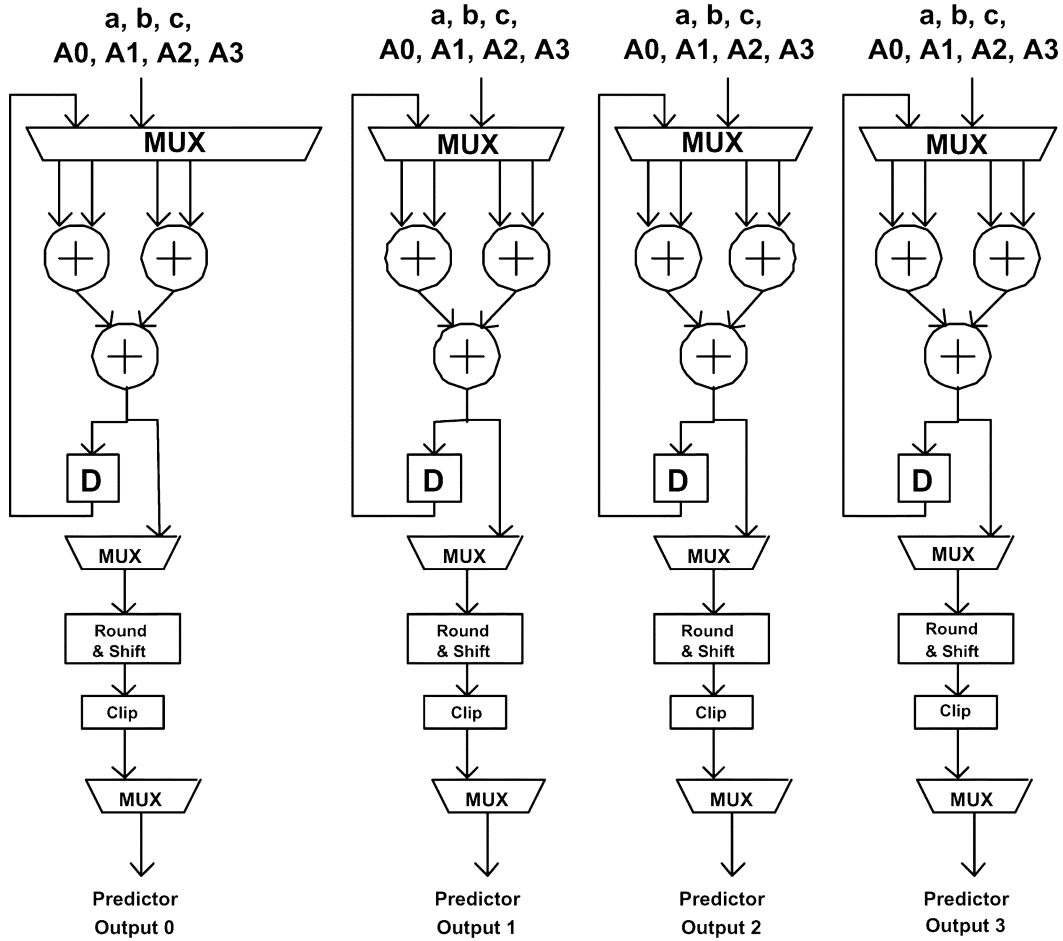 a, b, c,
A0, A1, A2, A3
MUX
D
MUX
Round
& Shift
Clip
MUX
Predictor
Output 0
a, b, c,
A0, A1, A2, A3
MUX
D
MUX
Round
& Shift
Clip
MUX
Predictor
Output 1
a, b, c,
A0, A1, A2, A3
MUX
D
MUX
Round
& Shift
Clip
MUX
Predictor
Output 2
a, b, c,
A0, A1, A2, A3
MUX
D
MUX
Round
& Shift
Clip
MUX
Predictor
Output 3